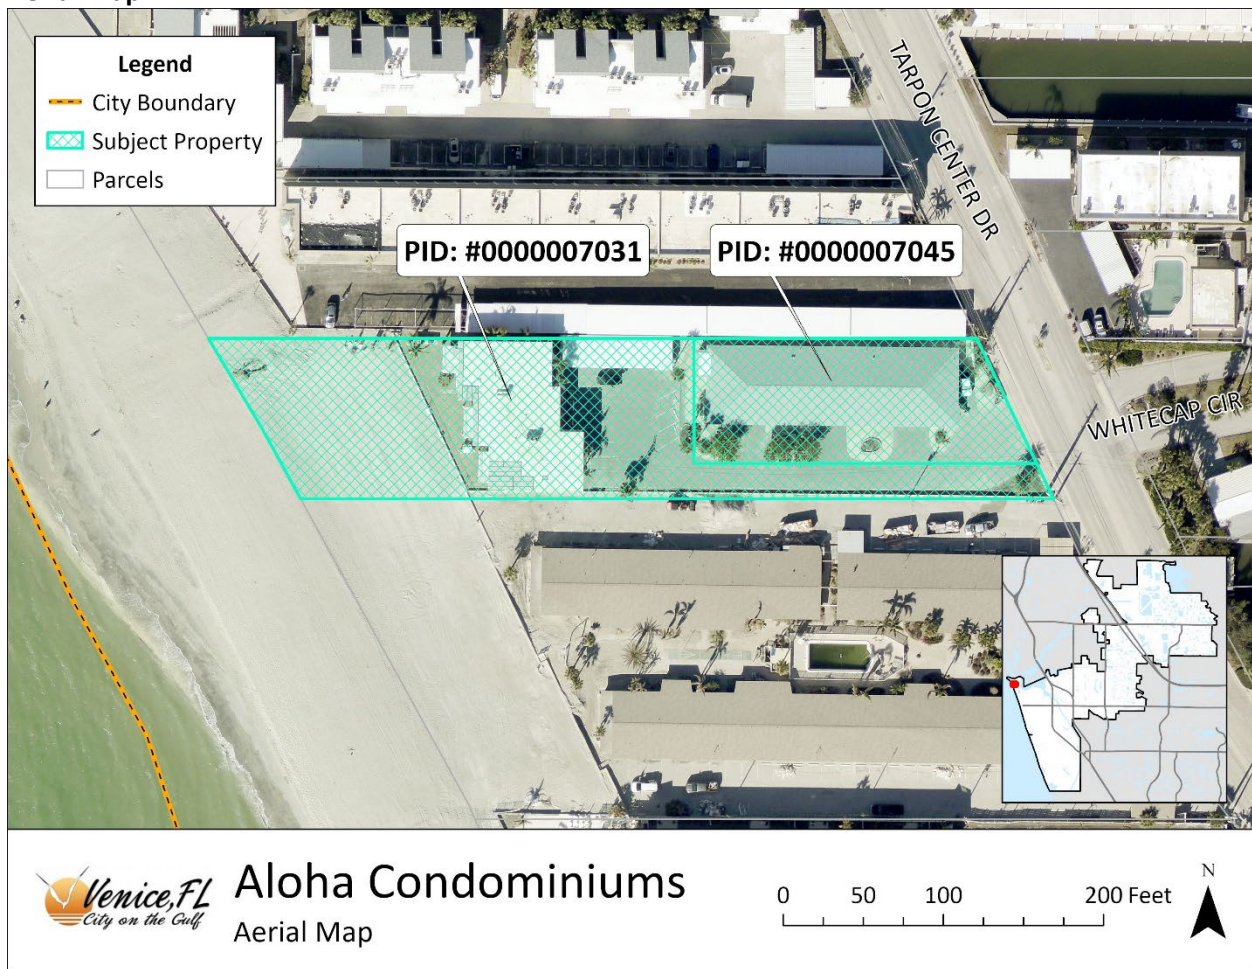 Legend
City Boundary
Subject Property
Parcels
TARPON CENTER DR
PID: #0000007031
PID: #0000007045
WHITECAP CIR
Venice, FL
City on the Gulf
Aloha Condominiums
Aerial Map
0 50 100 200 Feet
N